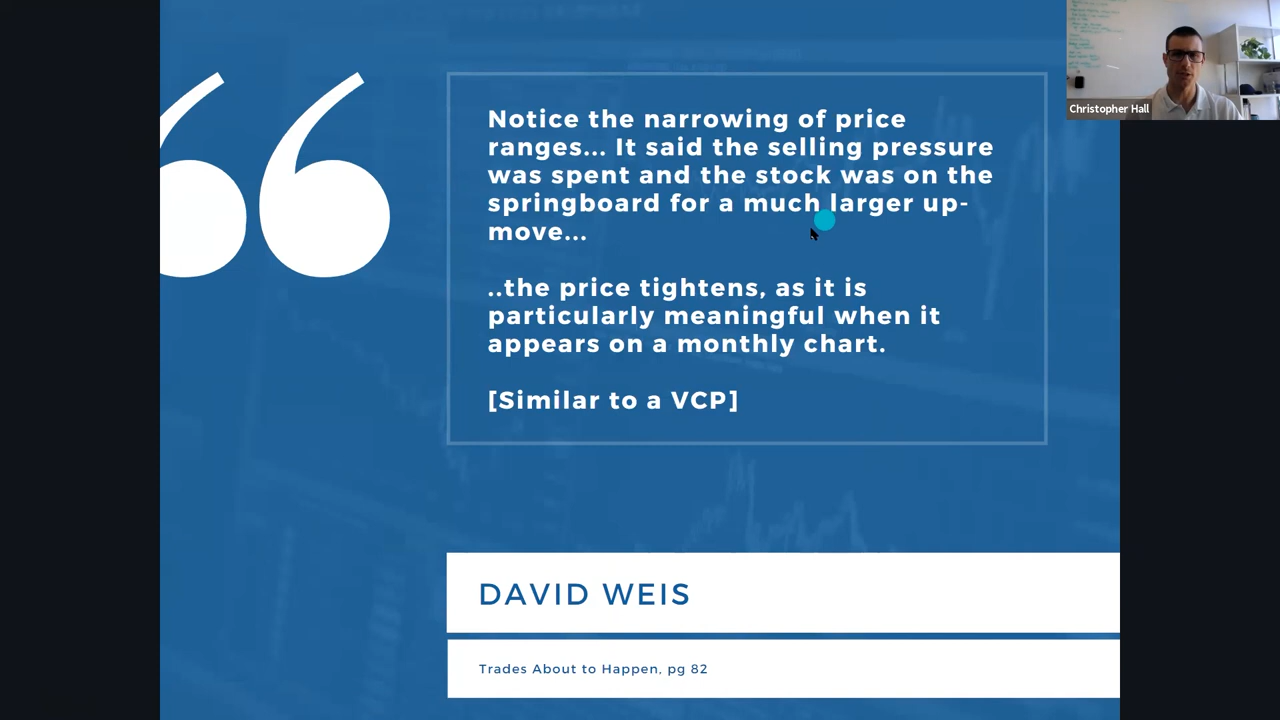 Christopher Hall
Notice the narrowing of price
ranges... It said the selling pressure
was spent and the stock was on the
springboard for a much larger up-
move...
..the price tightens, as it is
particularly meaningful when it
appears on a monthly chart.
[Similar to a VCP]
DAVID WEIS
Trades About to Happen, pg 82